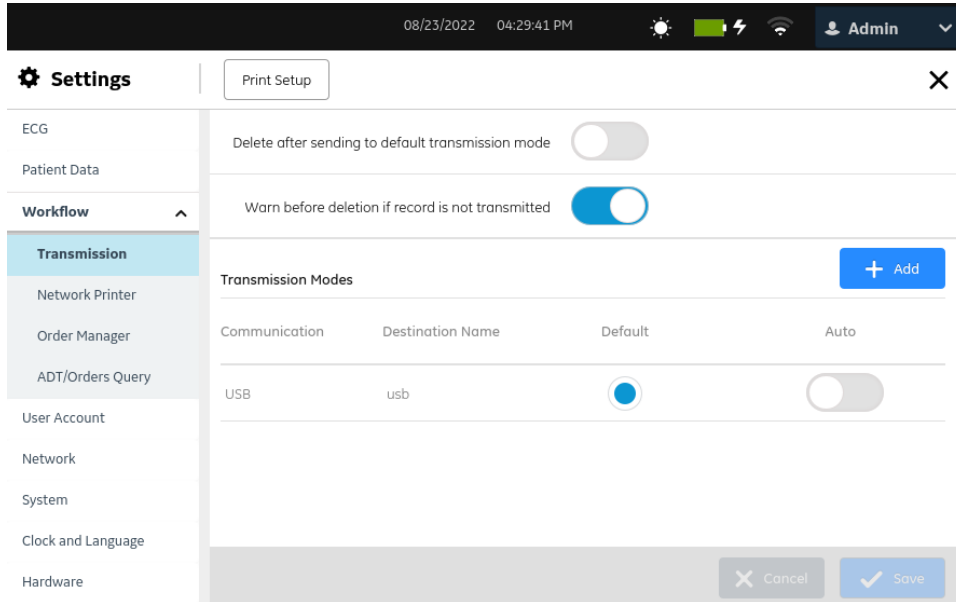 08/23/2022 04:29:41 PM Admin
Settings Print Setup
ECG
Patient Data
Workflow
Transmission
Network Printer
Order Manager
ADT/Orders Query
User Account
Network
System
Clock and Language
Hardware
Delete after sending to default transmission mode
Warn before deletion if record is not transmitted
Transmission Modes Add
Communication Destination Name Default Auto
USB usb
Cancel Save